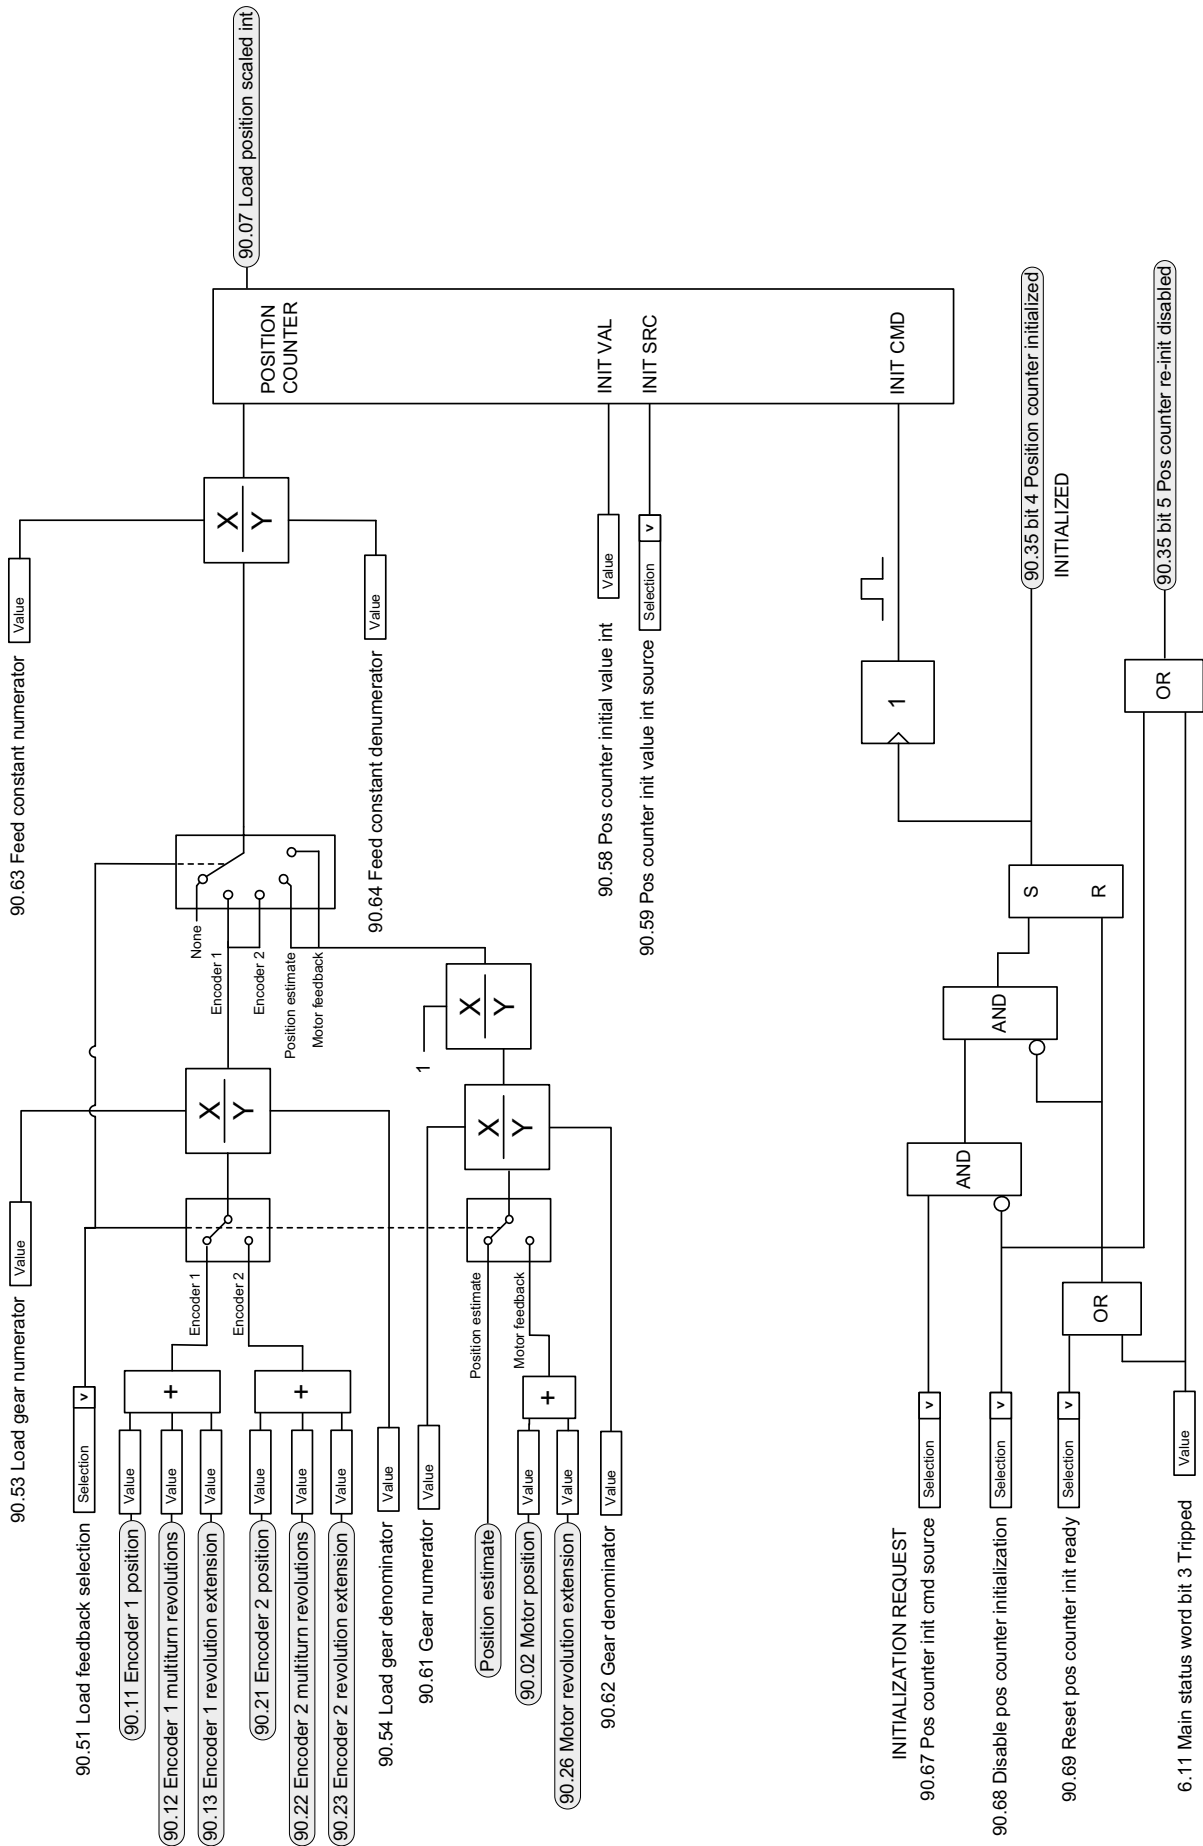 90.53 Load gear numerator
Value
90.63 Feed constant numerator
Value
90.51 Load feedback selection
Selection
v
90.11 Encoder 1 position
Value
90.12 Encoder 1 multiturn revolutions
Value
90.13 Encoder 1 revolution extension
Value
+
Encoder 1
90.21 Encoder 2 position
Value
90.22 Encoder 2 multiturn revolutions
Value
90.23 Encoder 2 revolution extension
Value
+
Encoder 2
X
Y
None
Encoder 1
Encoder 2
Position estimate
Motor feedback
X
Y
POSITION
COUNTER
90.07 Load position scaled int
90.54 Load gear denominator
Value
90.64 Feed constant denumerator
Value
90.61 Gear numerator
Value
Position estimate
Position estimate
90.02 Motor position
Value
90.26 Motor revolution extension
Value
+
Motor feedback
X
Y
1
X
Y
90.62 Gear denominator
Value
90.58 Pos counter initial value int
Value
INIT VAL
90.59 Pos counter init value int source
Selection
v
INIT SRC
INITIALIZATION REQUEST
90.67 Pos counter init cmd source
Selection
v
AND
AND
1
INIT CMD
90.68 Disable pos counter initialization
Selection
v
S
R
90.35 bit 4 Position counter initialized
INITIALIZED
90.69 Reset pos counter init ready
Selection
v
OR
6.11 Main status word bit 3 Tripped
Value
OR
90.35 bit 5 Pos counter re-init disabled